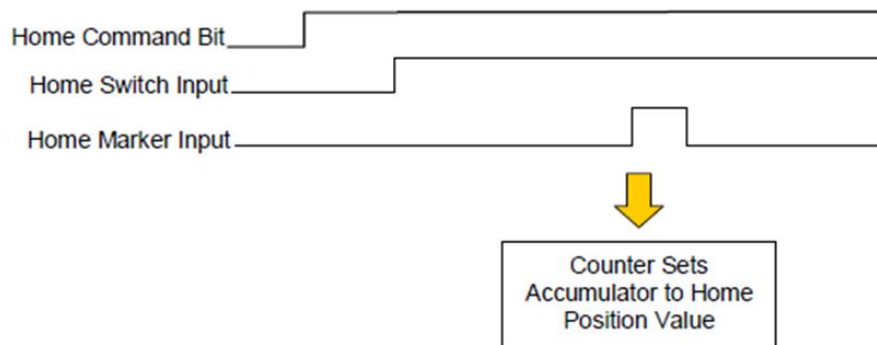 Home Command Bit
Home Switch Input
Home Marker Input
Counter Sets
Accumulator to Home
Position Value